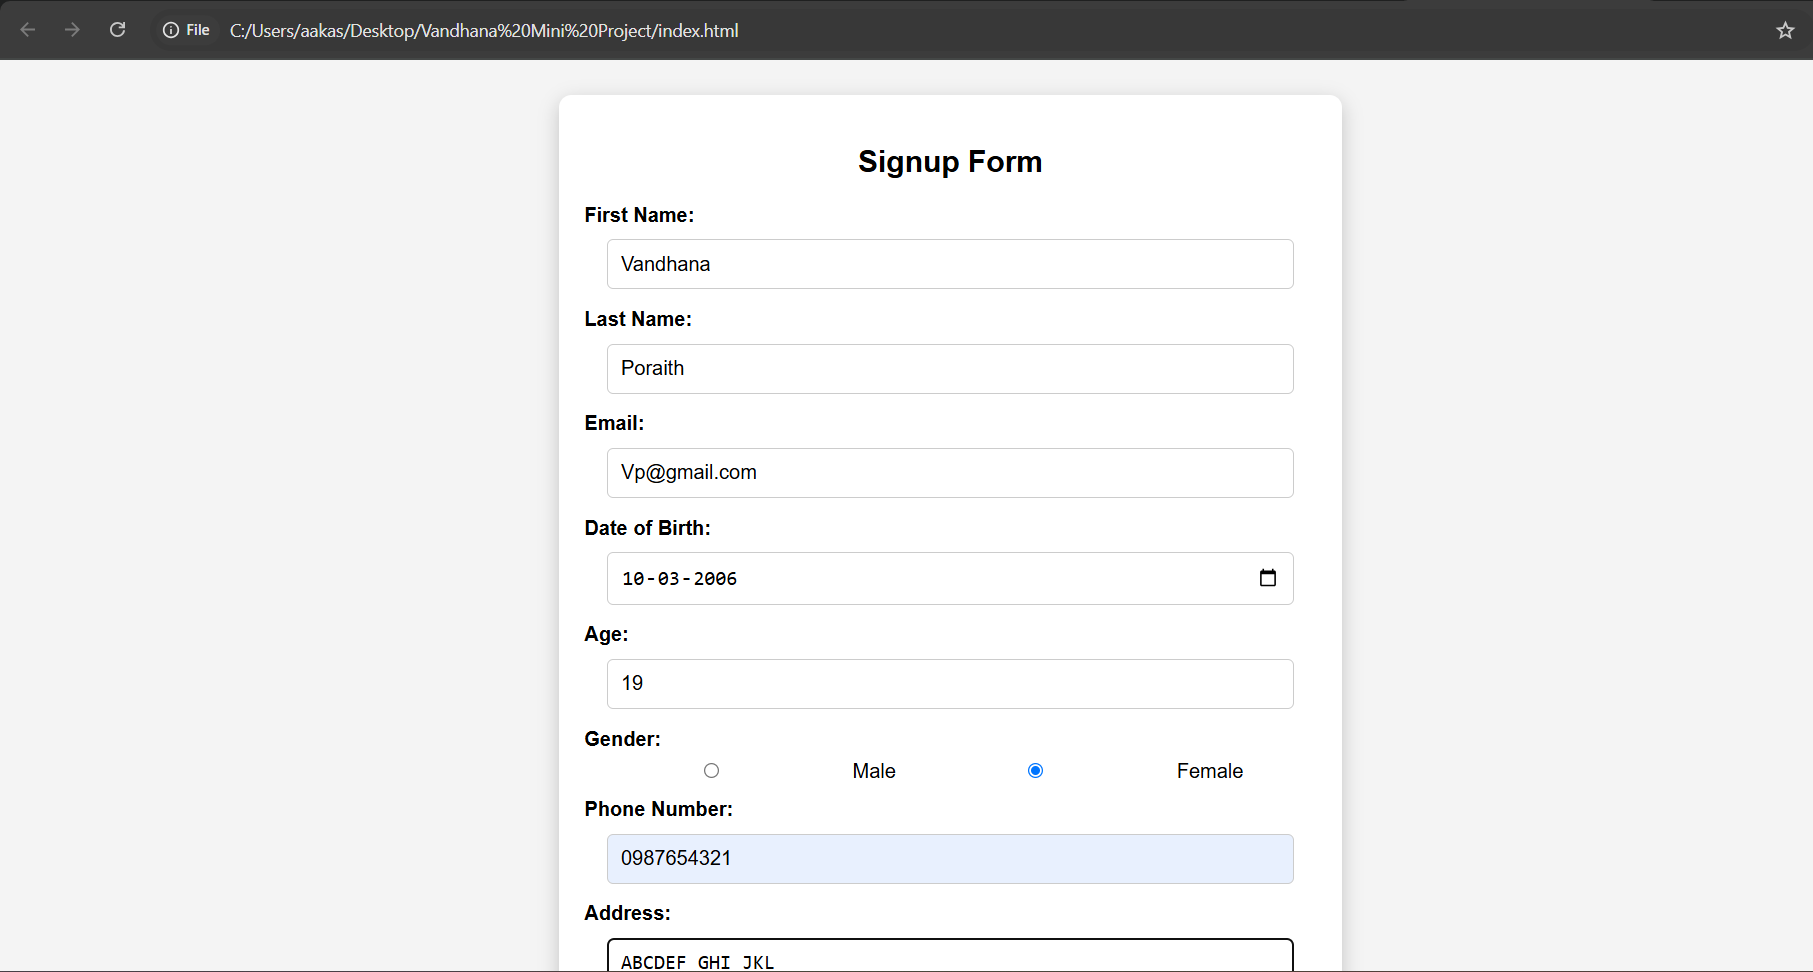 File C:/Users/aakas/Desktop/Vandhana%20Mini%20Project/index.html
Signup Form
First Name:
Vandhana
Last Name:
Poraith
Email:
Vp@gmail.com
Date of Birth:
10-03-2006
Age:
19
Gender:
Male Female
Phone Number:
0987654321
Address:
ABCDEF GHI JKL